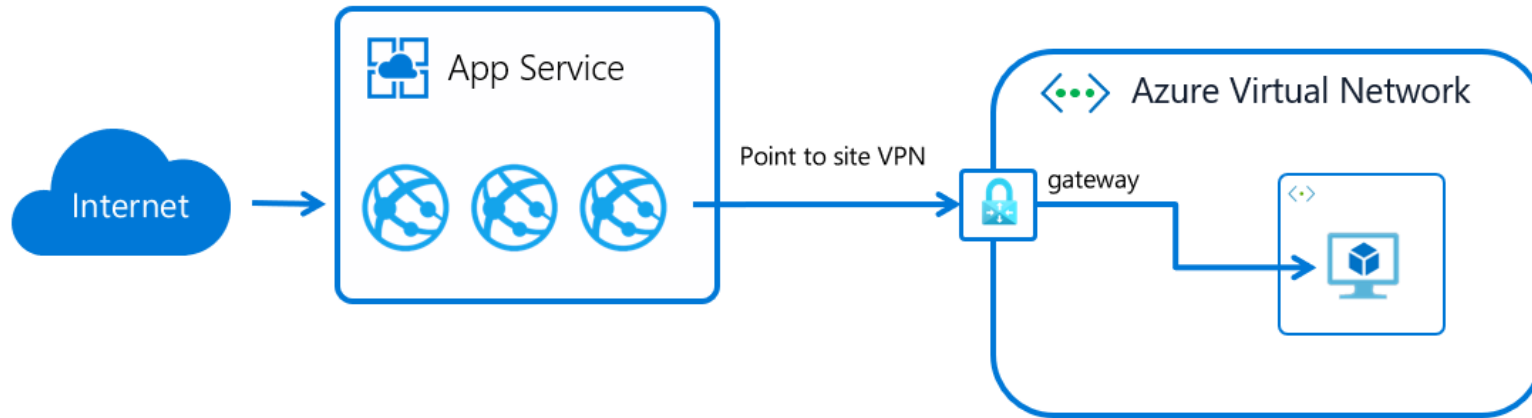 App Service
Azure Virtual Network
Internet
Point to site VPN
gateway